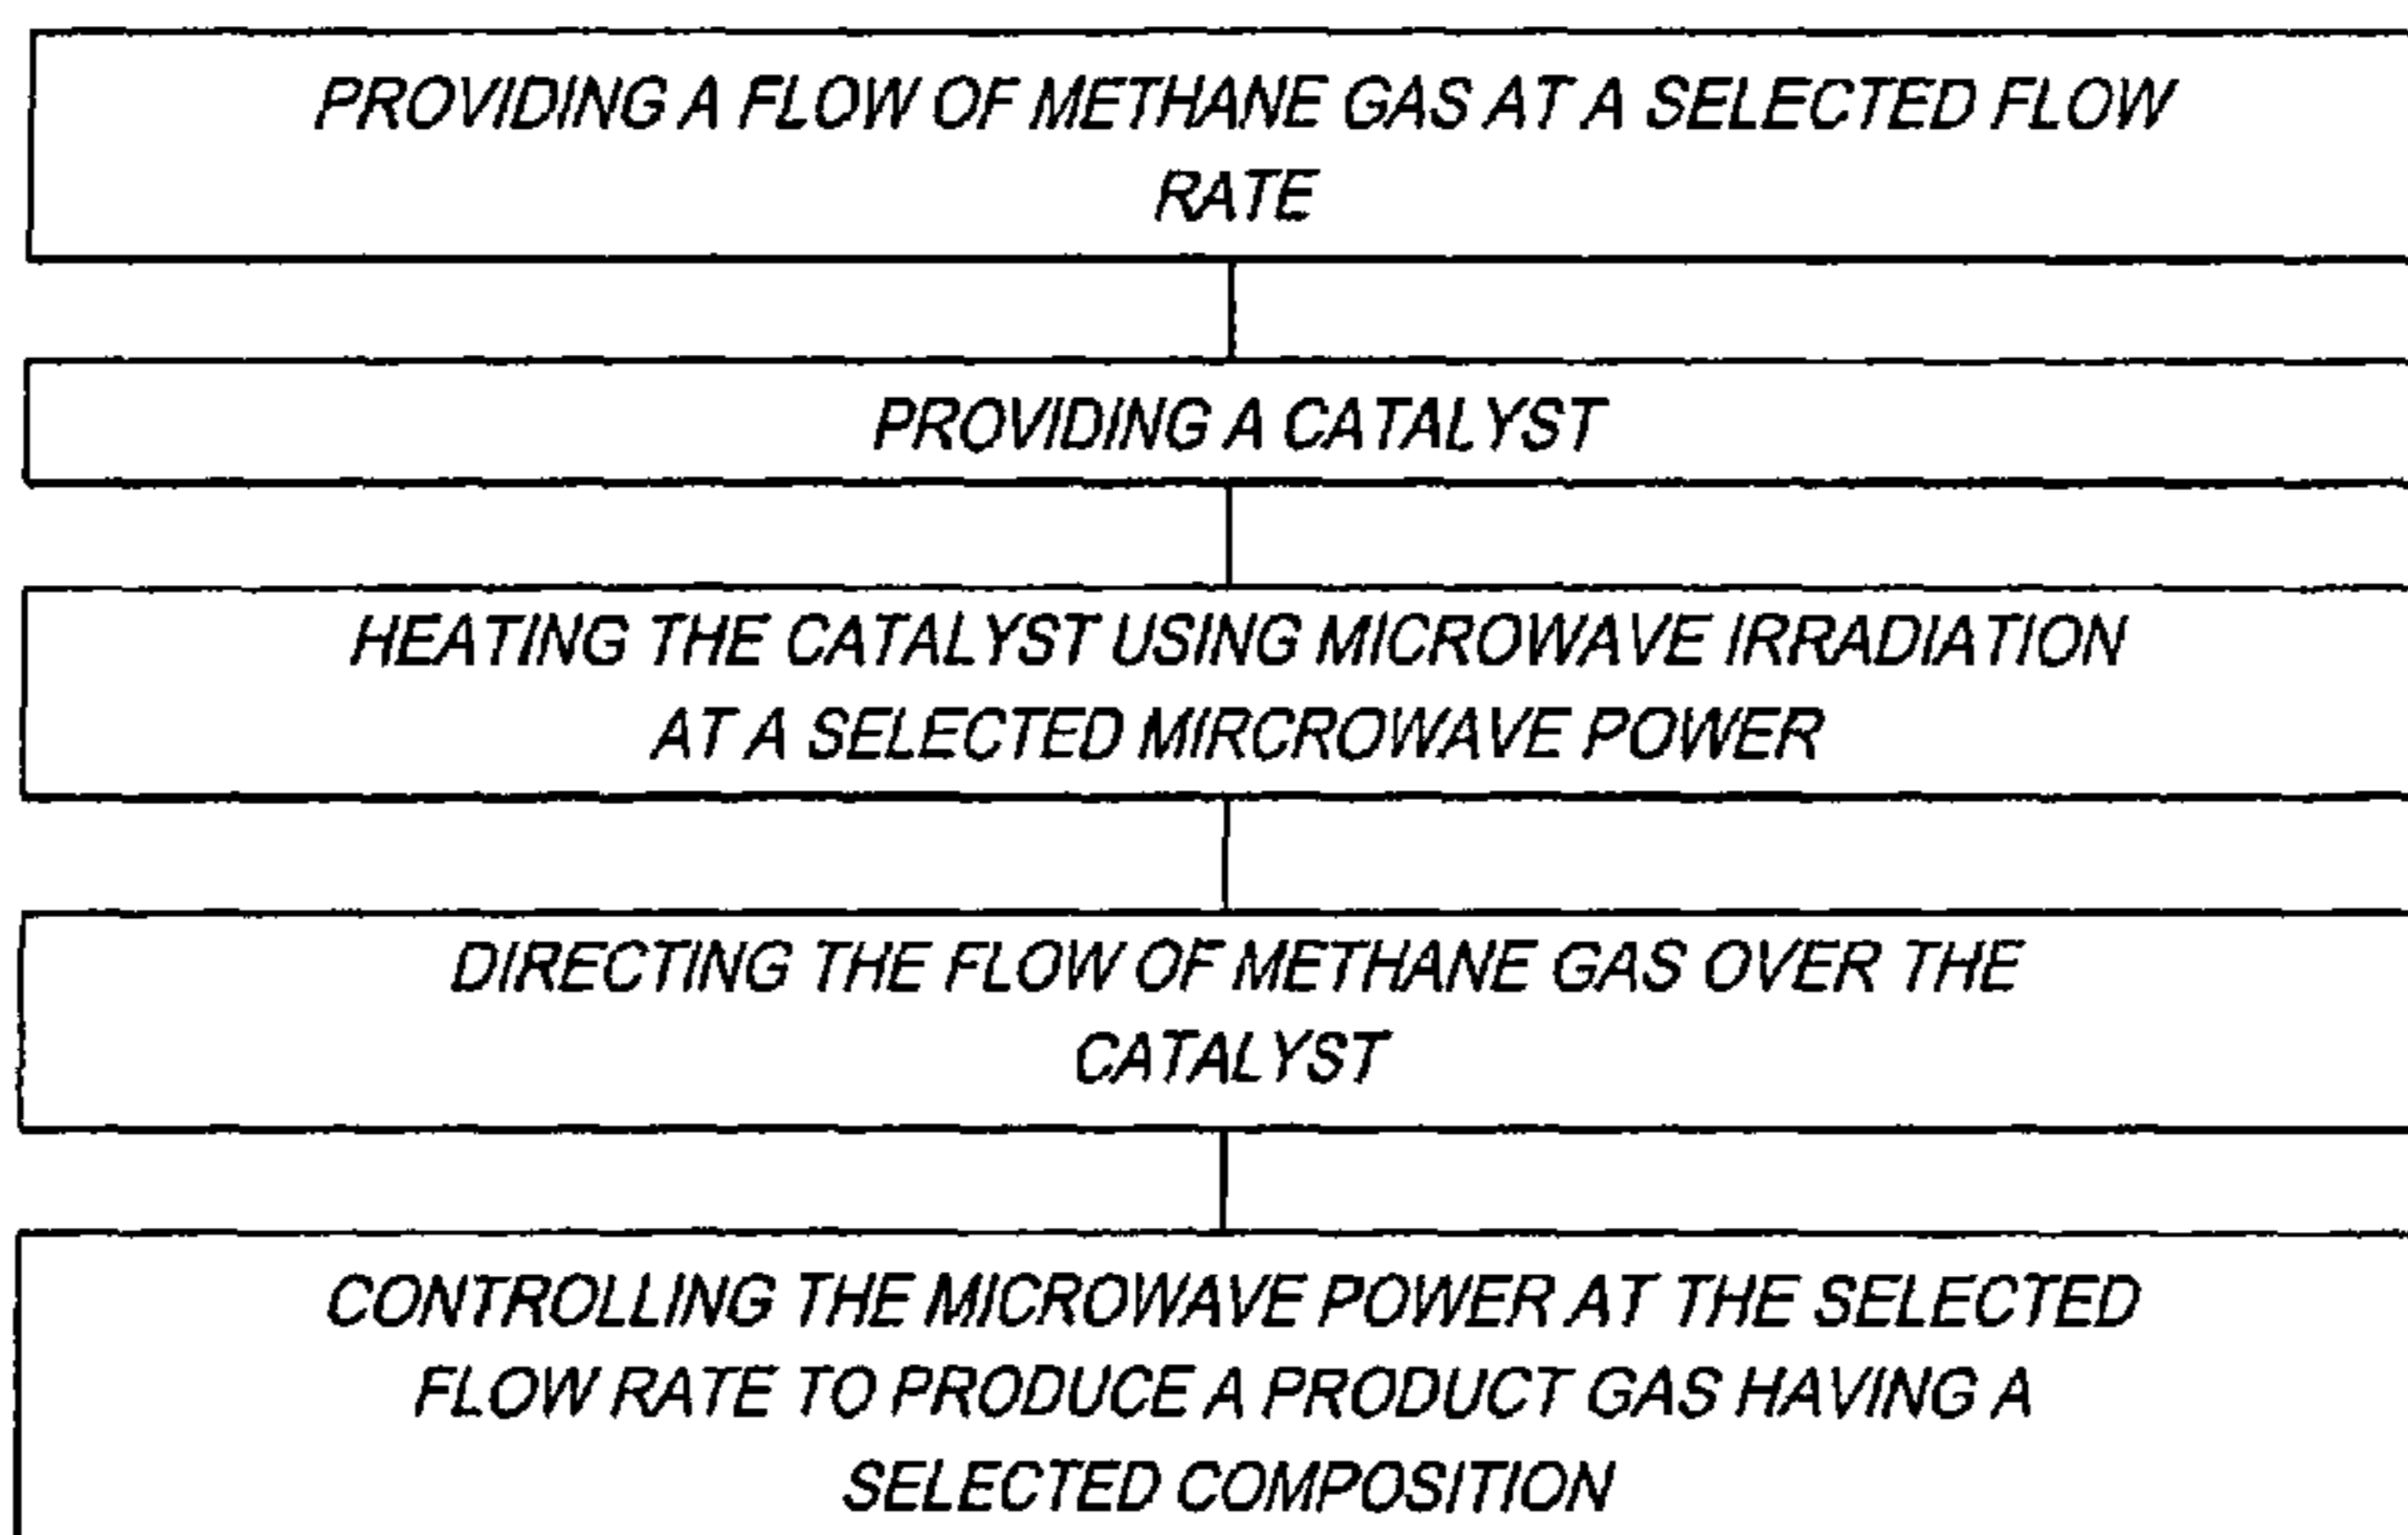 PROVIDING A FLOW OF METHANE GAS AT A SELECTED FLOW
RATE
PROVIDING A CATALYST
HEATING THE CATALYST USING MICROWAVE IRRADIATION
AT A SELECTED MIRCROWAVE POWER
DIRECTING THE FLOW OF METHANE GAS OVER THE
CATALYST
CONTROLLING THE MICROWAVE POWER AT THE SELECTED
FLOW RATE TO PRODUCE A PRODUCT GAS HAVING A
SELECTED COMPOSITION